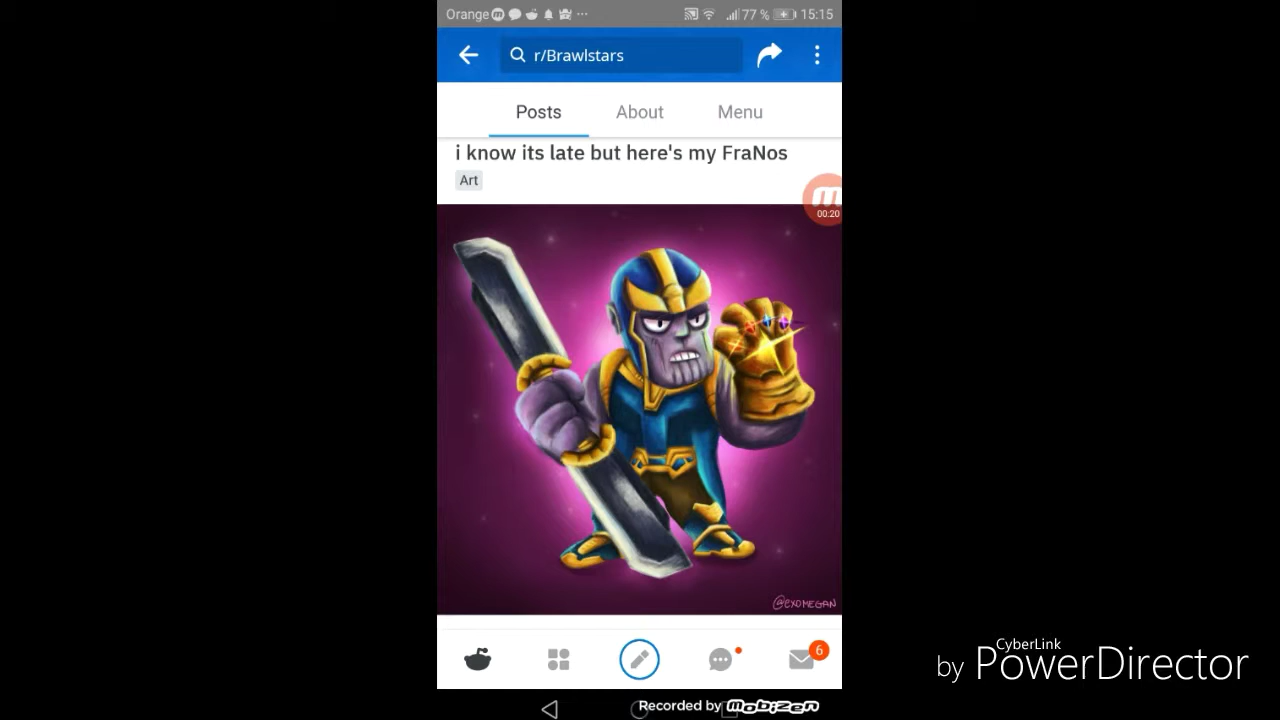 Orange 77 % 15:15
r/Brawlstars
Posts About Menu
i know its late but here's my FraNos
Art
m
00:20
@EXOMEGAN
6
CyberLink
by PowerDirector
Recorded by mobizen